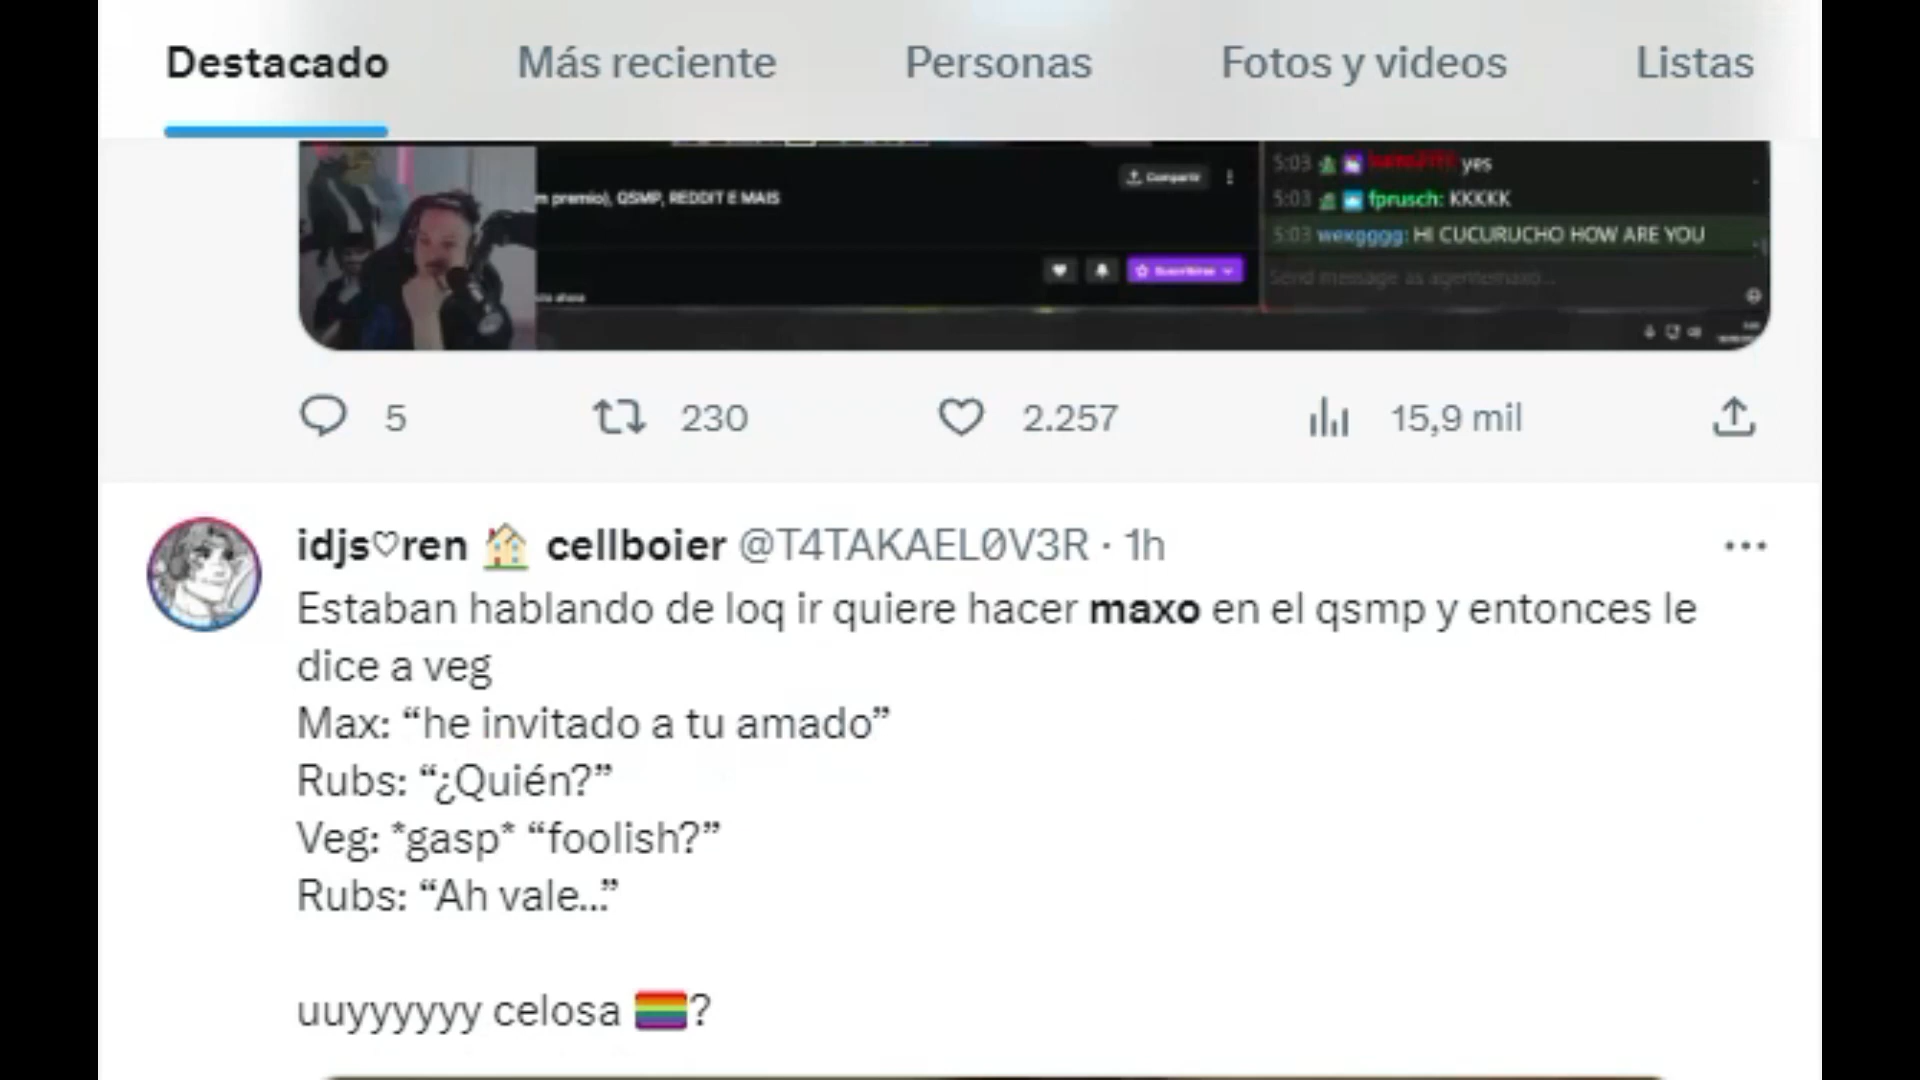 Destacado Más reciente Personas Fotos y videos Listas
5:03 yes
m premio), QSMP, REDDIT E MAIS Compartir
5:03 fprusch: KKKKK
5:03 wexgggg: HI CUCURUCHO HOW ARE YOU
Suscribirse
Send message as agentemaxo...
5 230 2.257 15,9 mil
idjs♡ren 🏠 cellboier @T4TAKAEL0V3R · 1h
Estaban hablando de loq ir quiere hacer maxo en el qsmp y entonces le
dice a veg
Max: “he invitado a tu amado”
Rubs: “¿Quién?”
Veg: *gasp* “foolish?”
Rubs: “Ah vale...”
uuyyyyyy celosa 🏳️‍🌈?